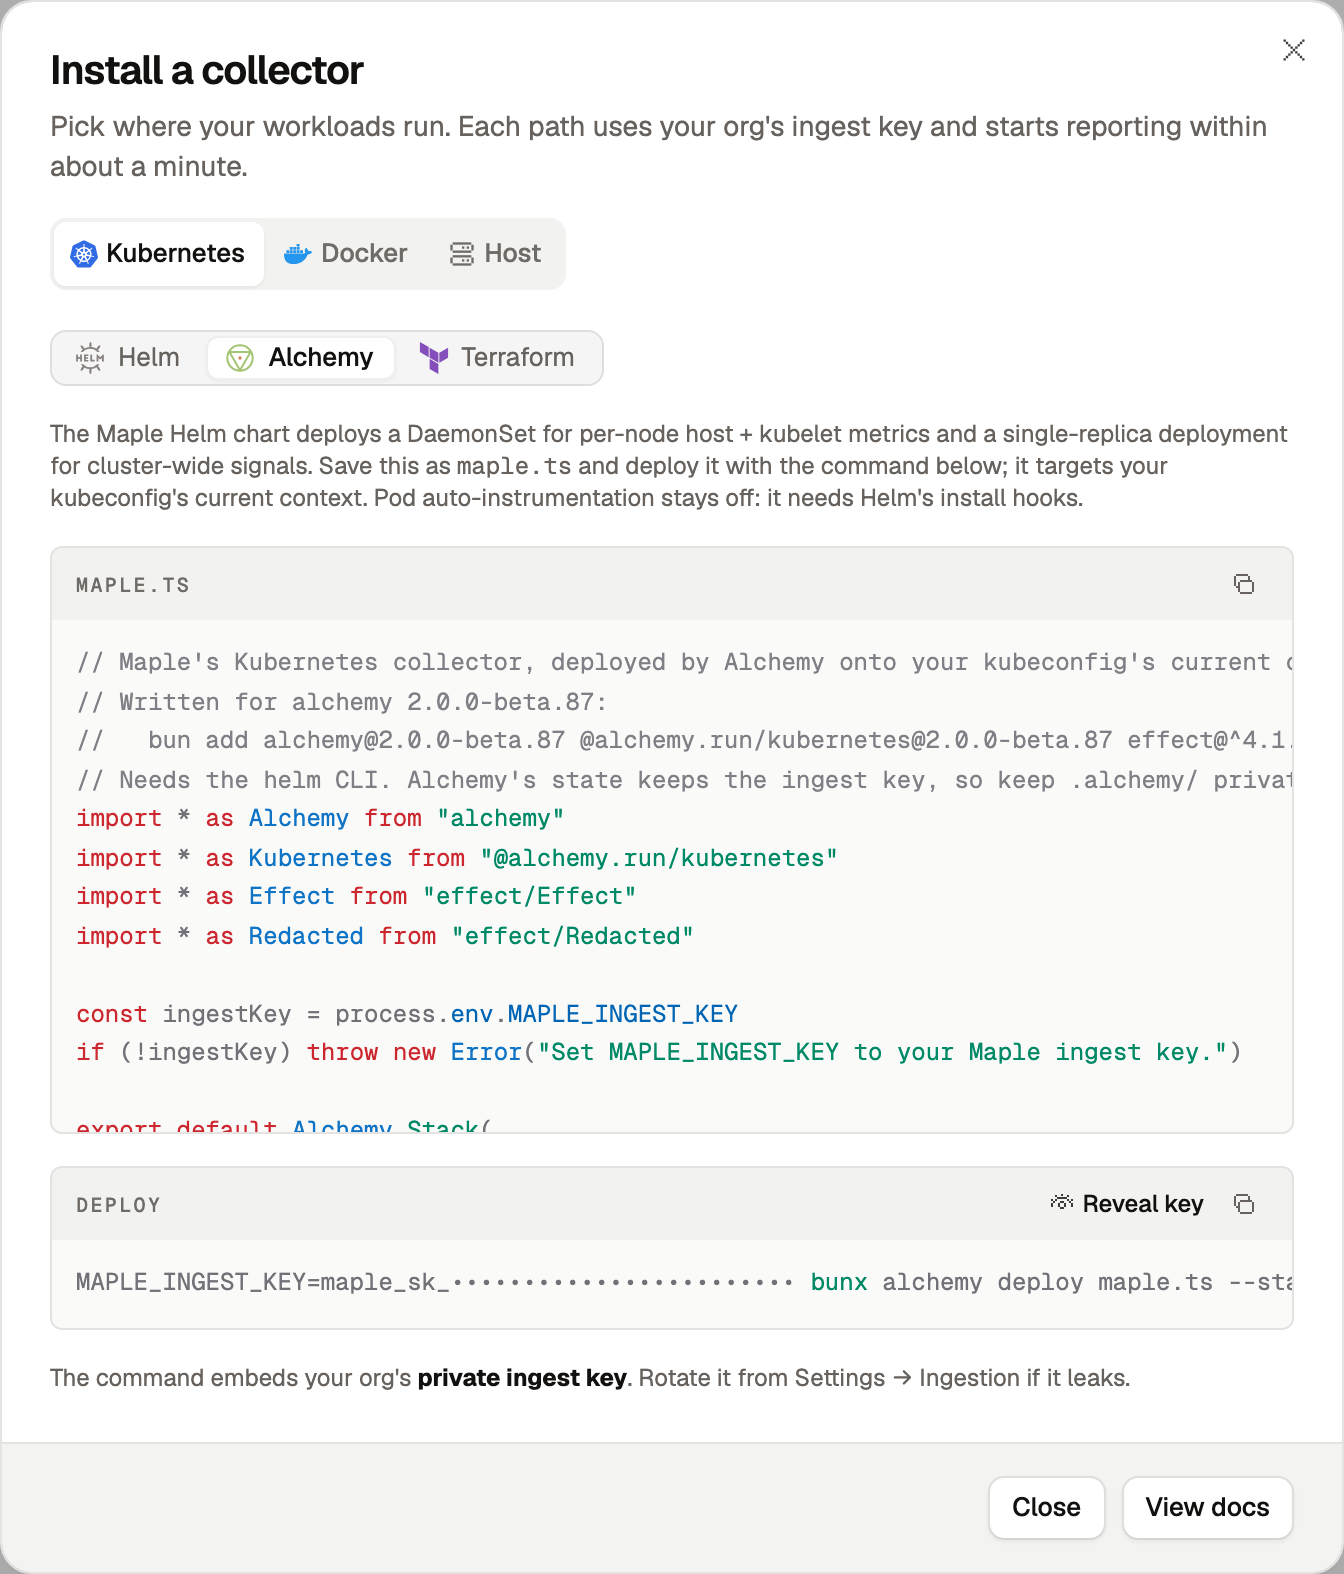 Install a collector
Pick where your workloads run. Each path uses your org's ingest key and starts reporting within
about a minute.
Kubernetes Docker Host
HELM Helm Alchemy Terraform
The Maple Helm chart deploys a DaemonSet for per-node host + kubelet metrics and a single-replica deployment
for cluster-wide signals. Save this as maple.ts and deploy it with the command below; it targets your
kubeconfig's current context. Pod auto-instrumentation stays off: it needs Helm's install hooks.
MAPLE.TS
// Maple's Kubernetes collector, deployed by Alchemy onto your kubeconfig's current
// Written for alchemy 2.0.0-beta.87:
//   bun add alchemy@2.0.0-beta.87 @alchemy.run/kubernetes@2.0.0-beta.87 effect@^4.1.
// Needs the helm CLI. Alchemy's state keeps the ingest key, so keep .alchemy/ privat
import * as Alchemy from "alchemy"
import * as Kubernetes from "@alchemy.run/kubernetes"
import * as Effect from "effect/Effect"
import * as Redacted from "effect/Redacted"
const ingestKey = process.env.MAPLE_INGEST_KEY
if (!ingestKey) throw new Error("Set MAPLE_INGEST_KEY to your Maple ingest key.")
export default Alchemy.Stack(
DEPLOY Reveal key
MAPLE_INGEST_KEY=maple_sk_•••••••••••••••••••••••• bunx alchemy deploy maple.ts --sta
The command embeds your org's private ingest key. Rotate it from Settings → Ingestion if it leaks.
Close View docs